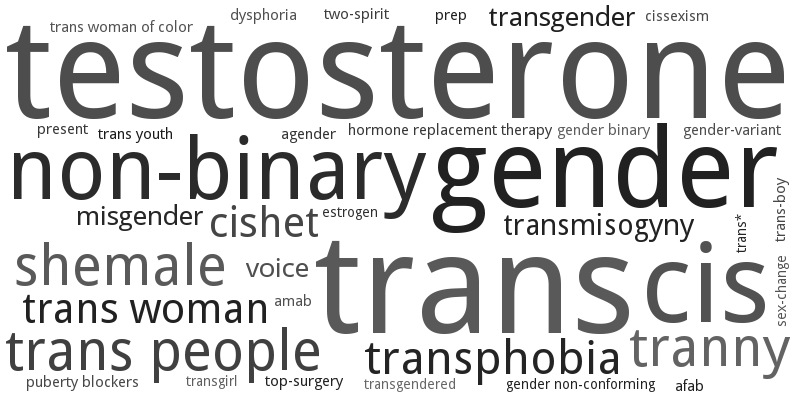 trans woman of color
dysphoria
two-spirit
prep
transgender
cissexism
testosterone
present
trans youth
agender
hormone replacement therapy
gender binary
gender-variant
non-binary
gender
misgender
cishet
estrogen
transmisogyny
trans*
trans-boy
shemale
voice
trans
cis
sex-change
trans woman
amab
trans people
transphobia
tranny
puberty blockers
transgirl
top-surgery
transgendered
gender non-conforming
afab